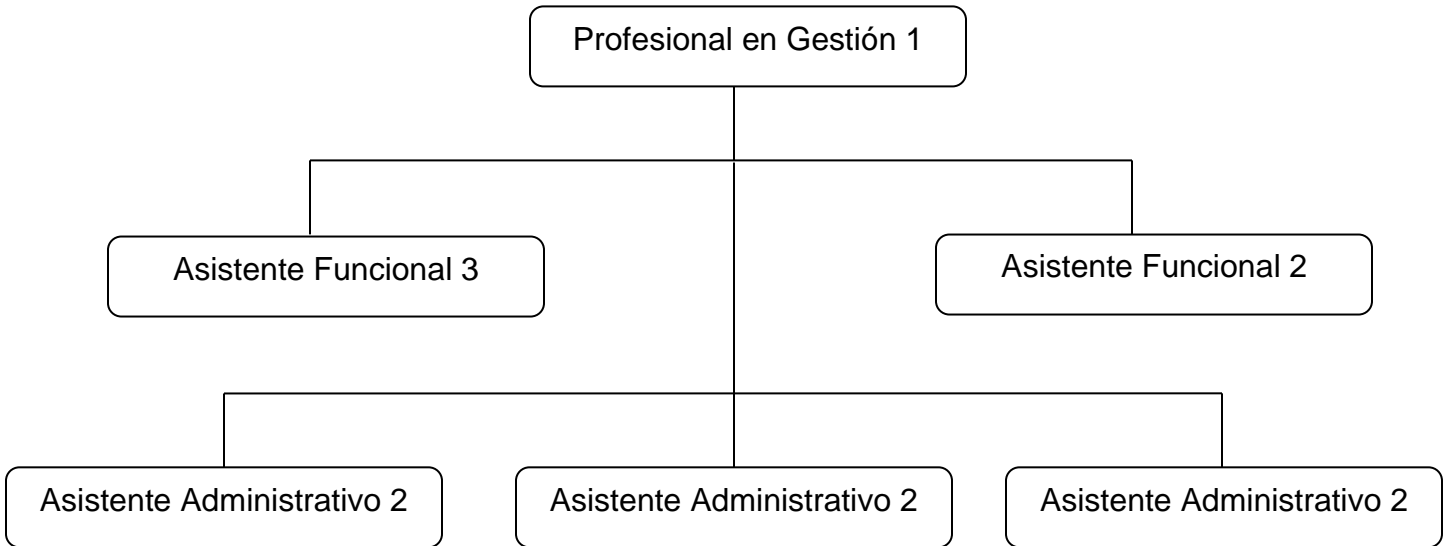 Profesional en Gestión 1
Asistente Funcional 3
Asistente Funcional 2
Asistente Administrativo 2
Asistente Administrativo 2
Asistente Administrativo 2